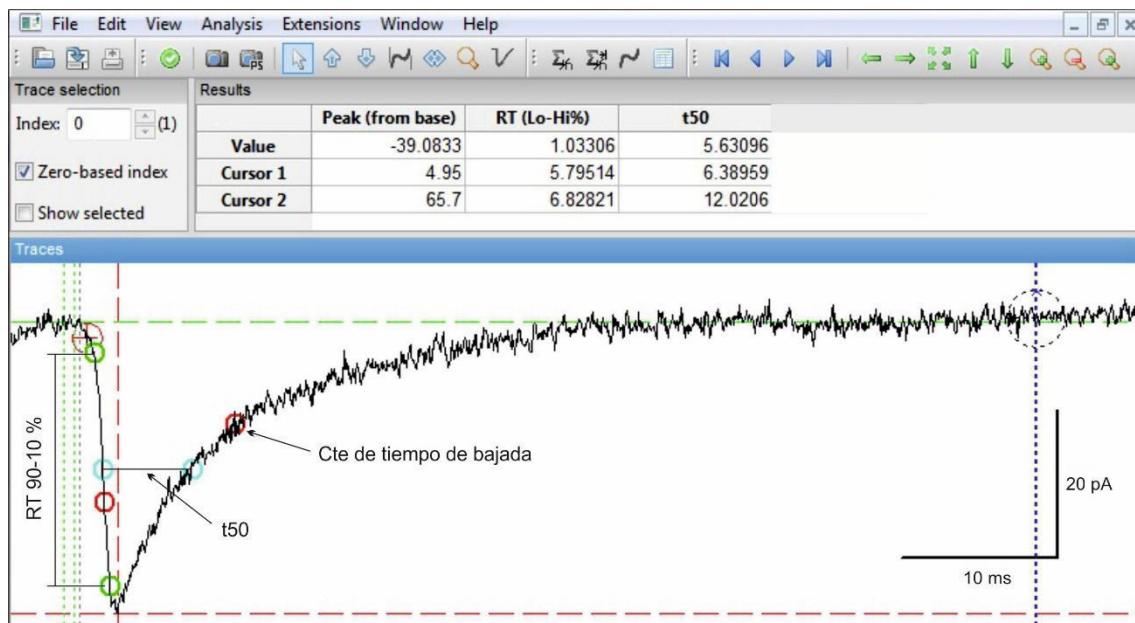 File Edit View Analysis Extensions Window Help
PS
Trace selection
Index: 0 (1)
Zero-based index
Show selected
Results
Peak (from base) RT (Lo-Hi%) t50
Value -39.0833 1.03306 5.63096
Cursor 1 4.95 5.79514 6.38959
Cursor 2 65.7 6.82821 12.0206
Traces
RT 90-10 %
Cte de tiempo de bajada
t50
20 pA
10 ms